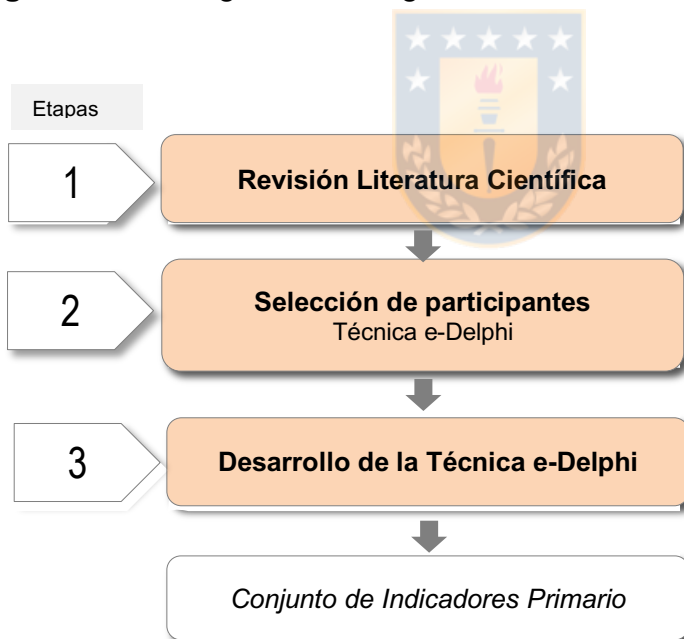 Etapas
1
Revisión Literatura Científica
2
Selección de participantes
Técnica e-Delphi
3
Desarrollo de la Técnica e-Delphi
Conjunto de Indicadores Primario